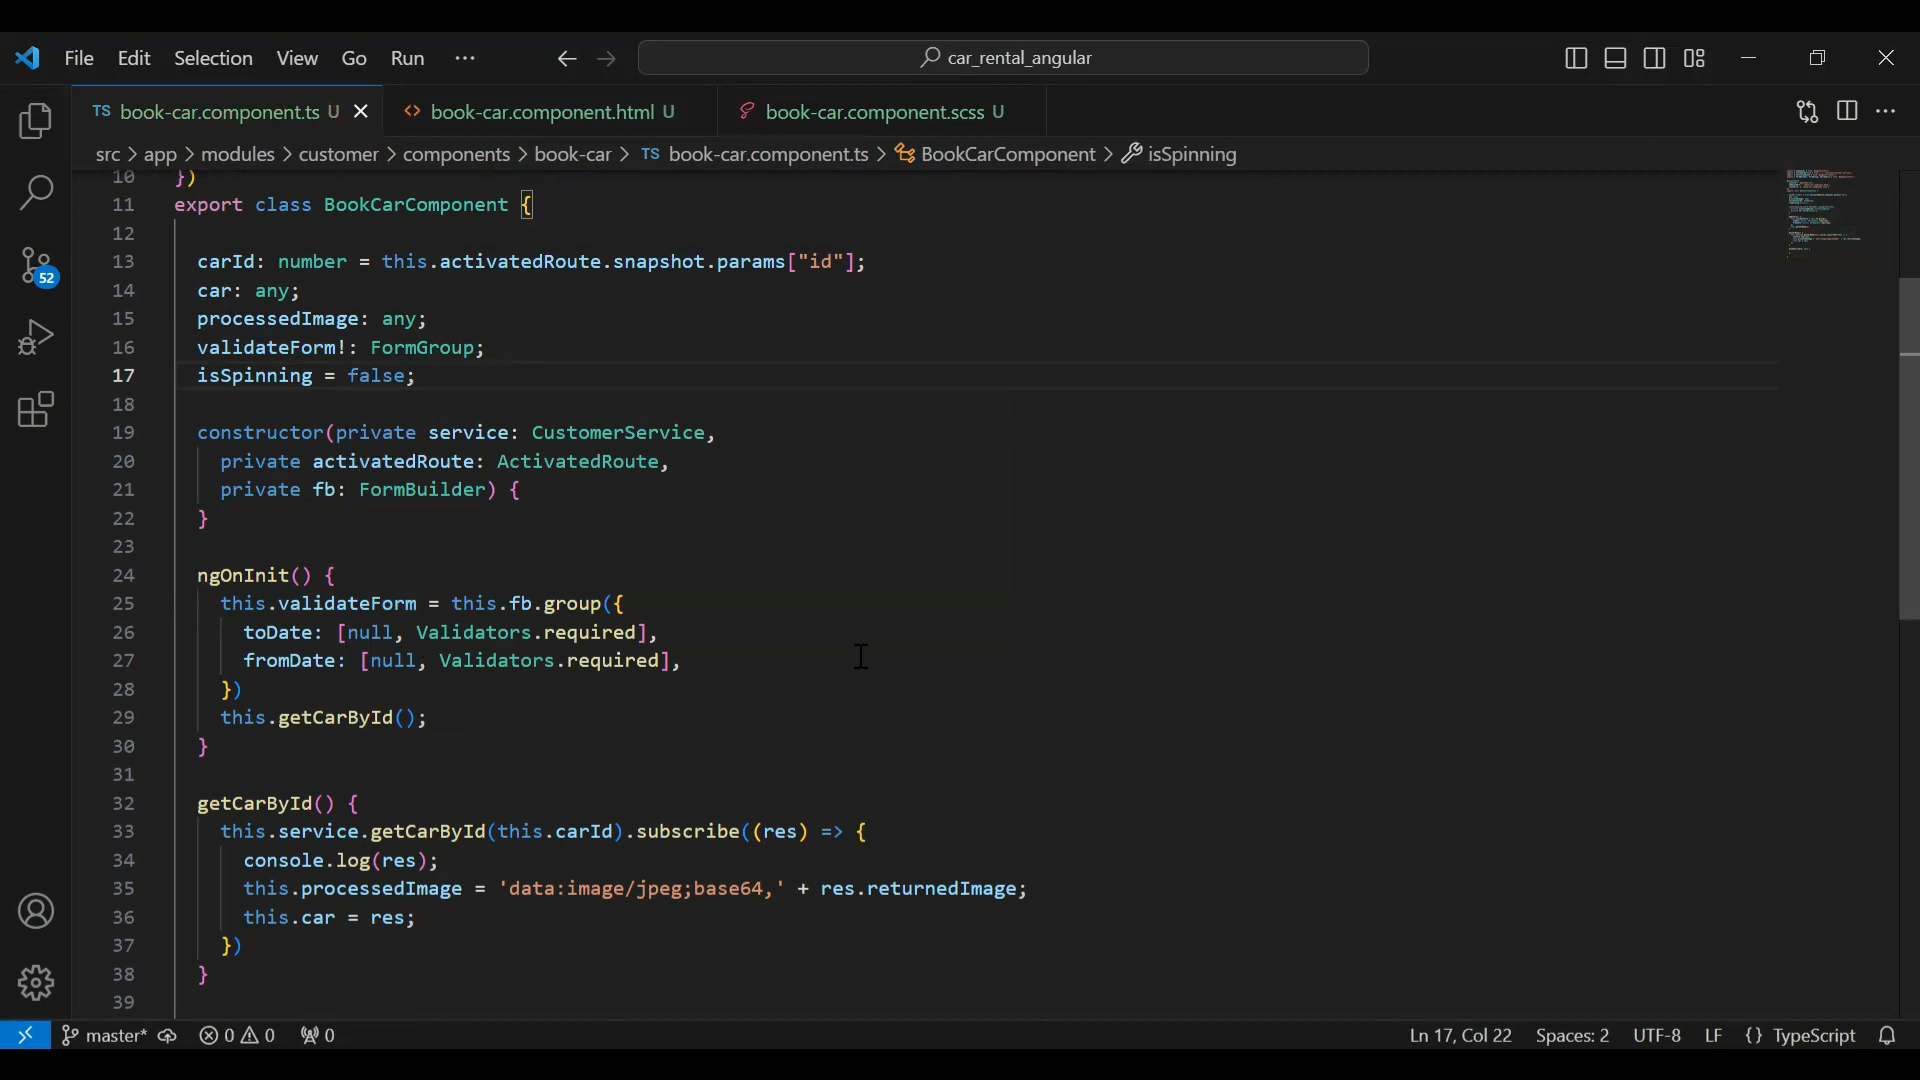 File Edit Selection View Go Run ··· car_rental_angular
TS book-car.component.ts U book-car.component.html U book-car.component.scss U
src > app > modules > customer > components > book-car > TS book-car.component.ts > BookCarComponent > isSpinning
10 })
11 export class BookCarComponent {
12
13 carId: number = this.activatedRoute.snapshot.params["id"];
14 car: any;
15 processedImage: any;
16 validateForm!: FormGroup;
17 isSpinning = false;
18
19 constructor(private service: CustomerService,
20 private activatedRoute: ActivatedRoute,
21 private fb: FormBuilder) {
22 }
23
24 ngOnInit() {
25 this.validateForm = this.fb.group({
26 toDate: [null, Validators.required],
27 fromDate: [null, Validators.required],
28 })
29 this.getCarById();
30 }
31
32 getCarById() {
33 this.service.getCarById(this.carId).subscribe((res) => {
34 console.log(res);
35 this.processedImage = 'data:image/jpeg;base64,' + res.returnedImage;
36 this.car = res;
37 })
38 }
39
52
master* 0 0 0 Ln 17, Col 22 Spaces: 2 UTF-8 LF {} TypeScript